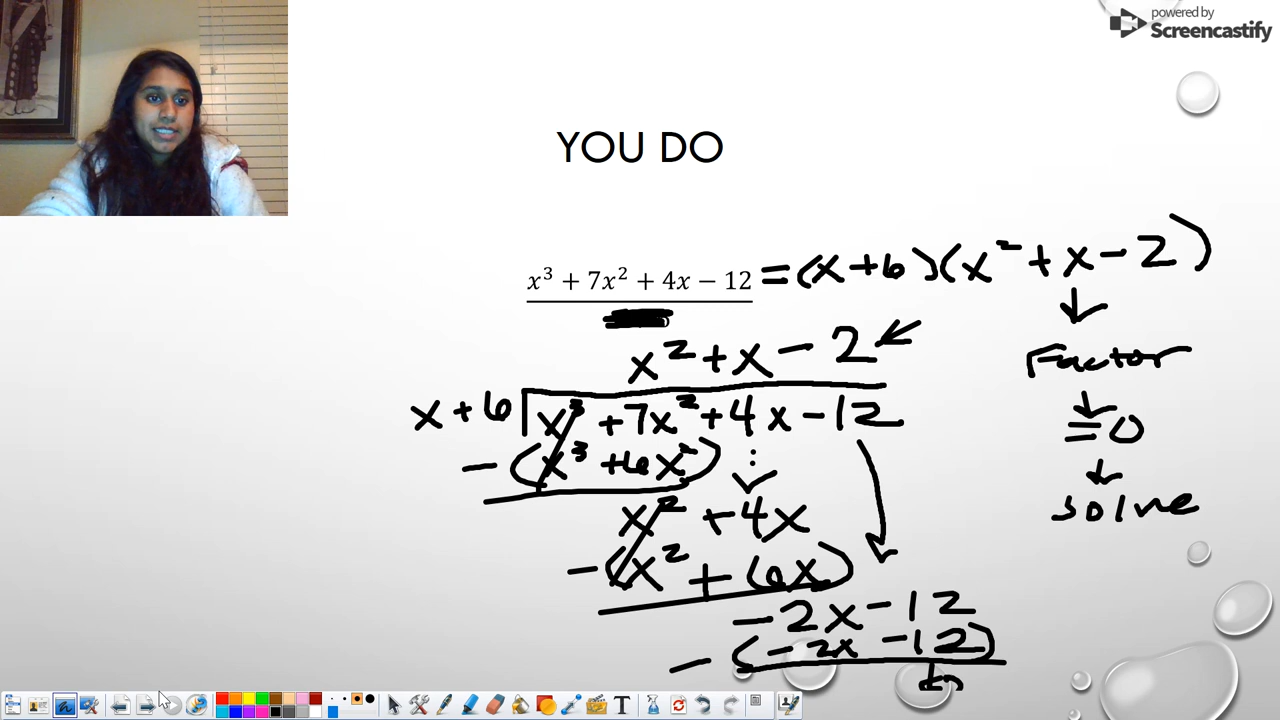 powered by
Screencastify
YOU DO
x³ + 7x² + 4x − 12 = (x+6)(x²+x−2)
x²+x−2
x+6 x³+7x²+4x−12
−(x³+6x²)
x²+4x
−(x²+6x)
−2x−12
−(−2x−12)
Factor
=0
solve